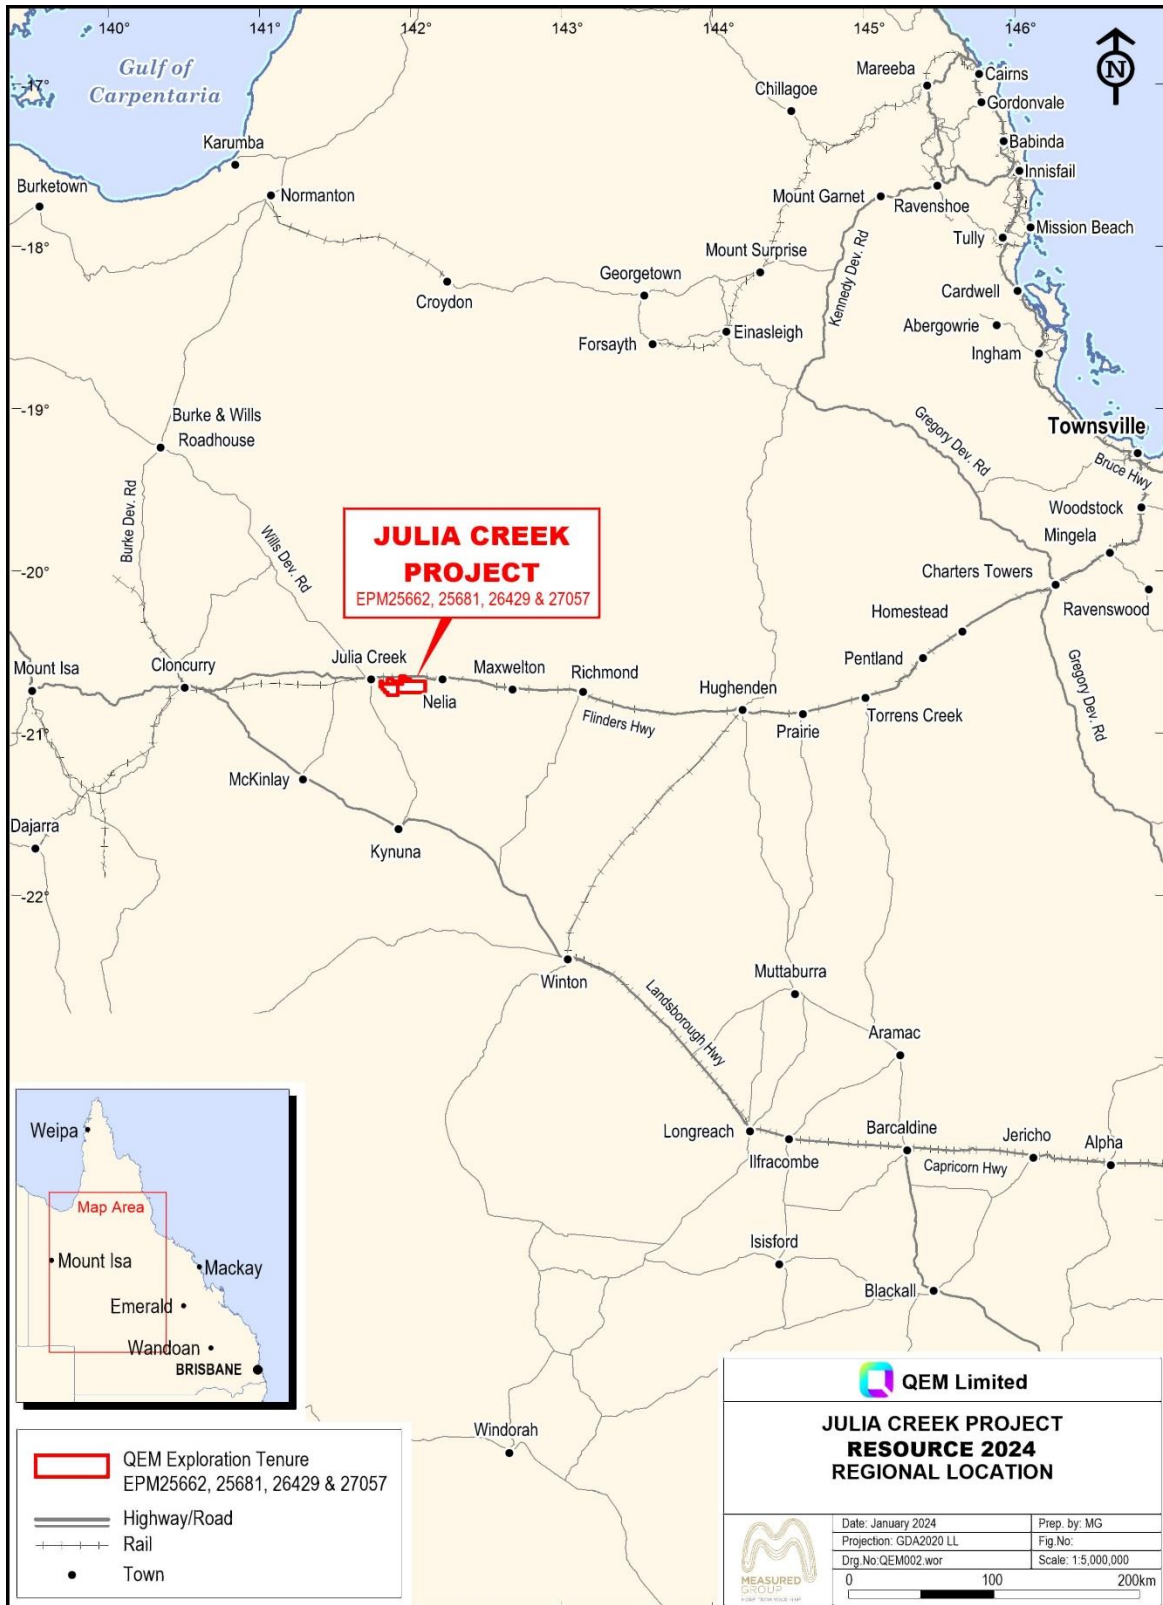 140°
141°
142
143
144
145°
146°
Gulf of
Carpentaria
-17°
Mareeba
Cairns
N
Chillagoe
Gordonvale
Karumba
Babinda
Innisfail
Burketown
Normanton
Mount Garnet
Ravenshoe
Mission Beach
Tully
-18°
Mount Surprise
Kennedy Dev. Rd
Georgetown
Croydon
Cardwell
Abergowrie
Forsayth
Einasleigh
Ingham
-19°
Burke & Wills
Roadhouse
Gregory Dev. Rd
Townsville
Bruce Hwy
Burke Dev. Rd
Wills Dev. Rd
Woodstock
Mingela
JULIA CREEK
PROJECT
EPM25662, 25681, 26429 & 27057
-20°
Charters Towers
Ravenswood
Homestead
Mount Isa
Cloncurry
Julia Creek
Maxwelton
Richmond
Pentland
Hughenden
Nelia
Flinders Hwy
Prairie
Torrens Creek
Gregory Dev. Rd
-21°
McKinlay
Dajarra
Kynuna
-22°
Winton
Muttaburra
Landsborough Hwy
Aramac
Longreach
Ilfracombe
Barcaldine
Capricorn Hwy
Jericho
Alpha
Isisford
Blackall
Windorah
Weipa
Map Area
Mount Isa
Mackay
Emerald
Wandoan
BRISBANE
QEM Exploration Tenure
EPM25662, 25681, 26429 & 27057
Highway/Road
Rail
Town
QEM Limited
JULIA CREEK PROJECT
RESOURCE 2024
REGIONAL LOCATION
MEASURED
GROUP
Date: January 2024
Prep. by: MG
Projection: GDA2020 LL
Fig.No:
Drg.No:QEM002.wor
Scale: 1:5,000,000
0
100
200km